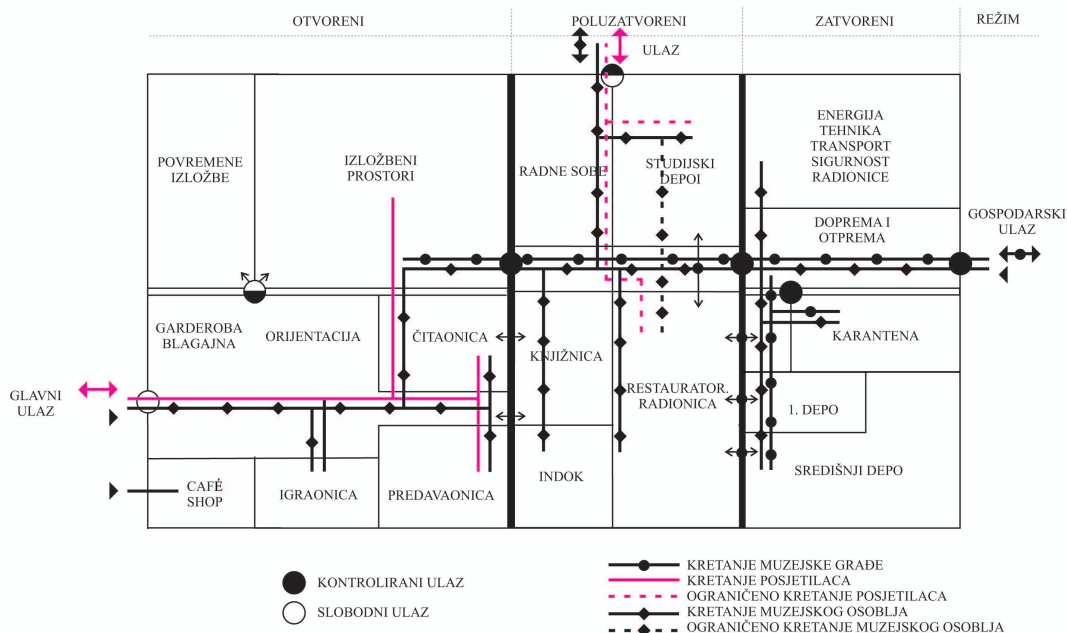 OTVORENI
POLUZATVORENI
ZATVORENI
REŽIM
ULAZ
POVREMENE
IZLOŽBE
IZLOŽBENI
PROSTORI
RADNE SOBE
STUDIJSKI
DEPOI
ENERGIJA
TEHNIKA
TRANSPORT
SIGURNOST
RADIONICE
DOPREMA I
OTPREMA
GOSPODARSKI
ULAZ
GARDEROBA
BLAGAJNA
ORIJENTACIJA
ČITAONICA
KNJIŽNICA
KARANTENA
GLAVNI
ULAZ
RESTAURATOR.
RADIONICA
1. DEPO
CAFÉ
SHOP
IGRAONICA
PREDAVAONICA
INDOK
SREDIŠNJI DEPO
KONTROLIRANI ULAZ
SLOBODNI ULAZ
KRETANJE MUZEJSKE GRAĐE
KRETANJE POSJETILACA
OGRANIČENO KRETANJE POSJETILACA
KRETANJE MUZEJSKOG OSOBLJA
OGRANIČENO KRETANJE MUZEJSKOG OSOBLJA